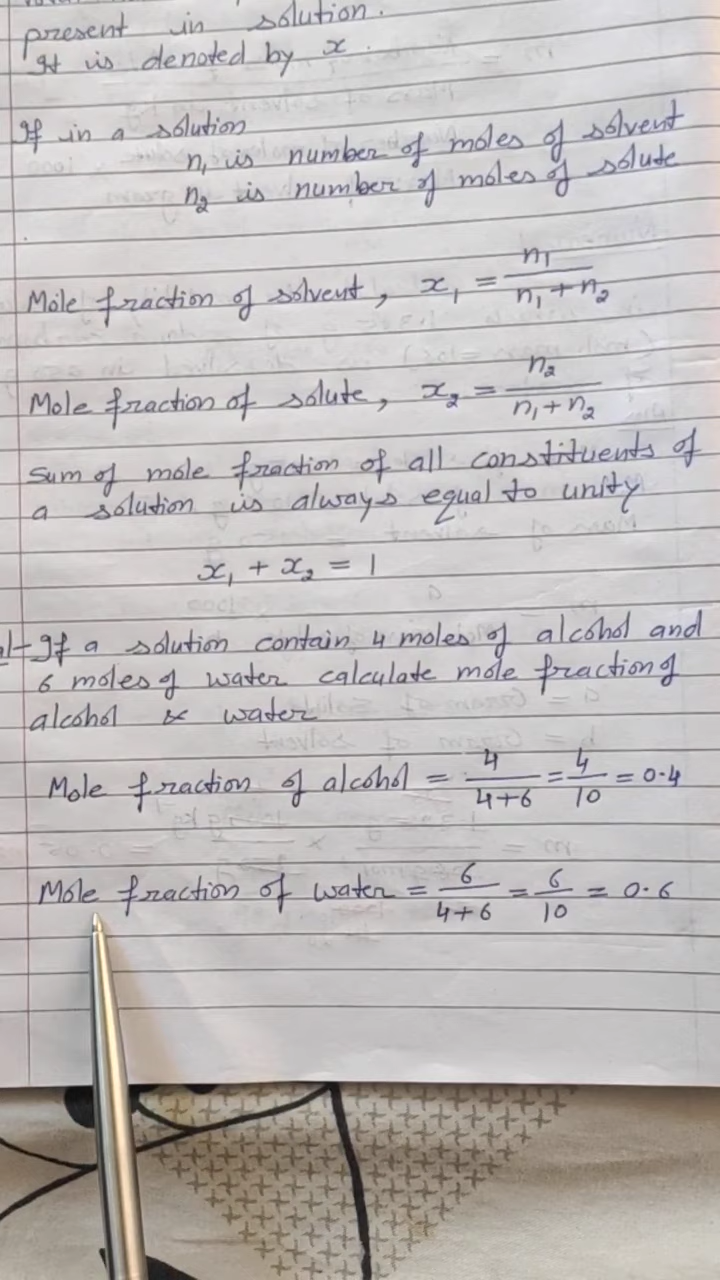 present in solution.
It is denoted by x
If in a solution
n₁ is number of moles of solvent
n₂ is number of moles of solute
Mole fraction of solvent, x₁ = n₁ / (n₁ + n₂)
Mole fraction of solute, x₂ = n₂ / (n₁ + n₂)
Sum of mole fraction of all constituents of
a solution is always equal to unity
x₁ + x₂ = 1
1- If a solution contain 4 moles of alcohol and
6 moles of water calculate mole fraction of
alcohol & water
Mole fraction of alcohol = 4 / (4+6) = 4 / 10 = 0.4
Mole fraction of water = 6 / (4+6) = 6 / 10 = 0.6